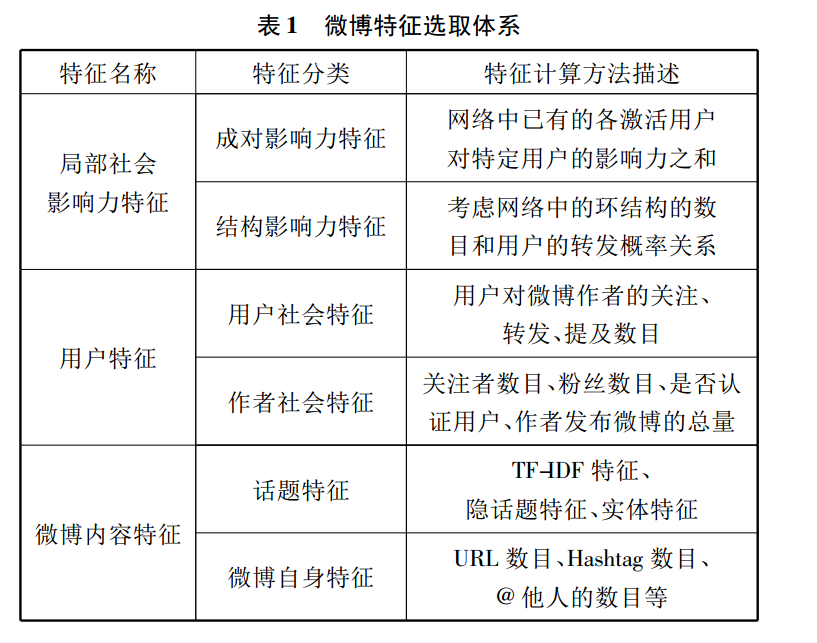 表1 微博特征选取体系
特征名称 特征分类 特征计算方法描述
局部社会
影响力特征
成对影响力特征
网络中已有的各激活用户
对特定用户的影响力之和
结构影响力特征
考虑网络中的环结构的数
目和用户的转发概率关系
用户特征
用户社会特征
用户对微博作者的关注、
转发、提及数目
作者社会特征
关注者数目、粉丝数目、是否认
证用户、作者发布微博的总量
微博内容特征
话题特征
TF-IDF 特征、
隐话题特征、实体特征
微博自身特征
URL 数目、Hashtag 数目、
@他人的数目等